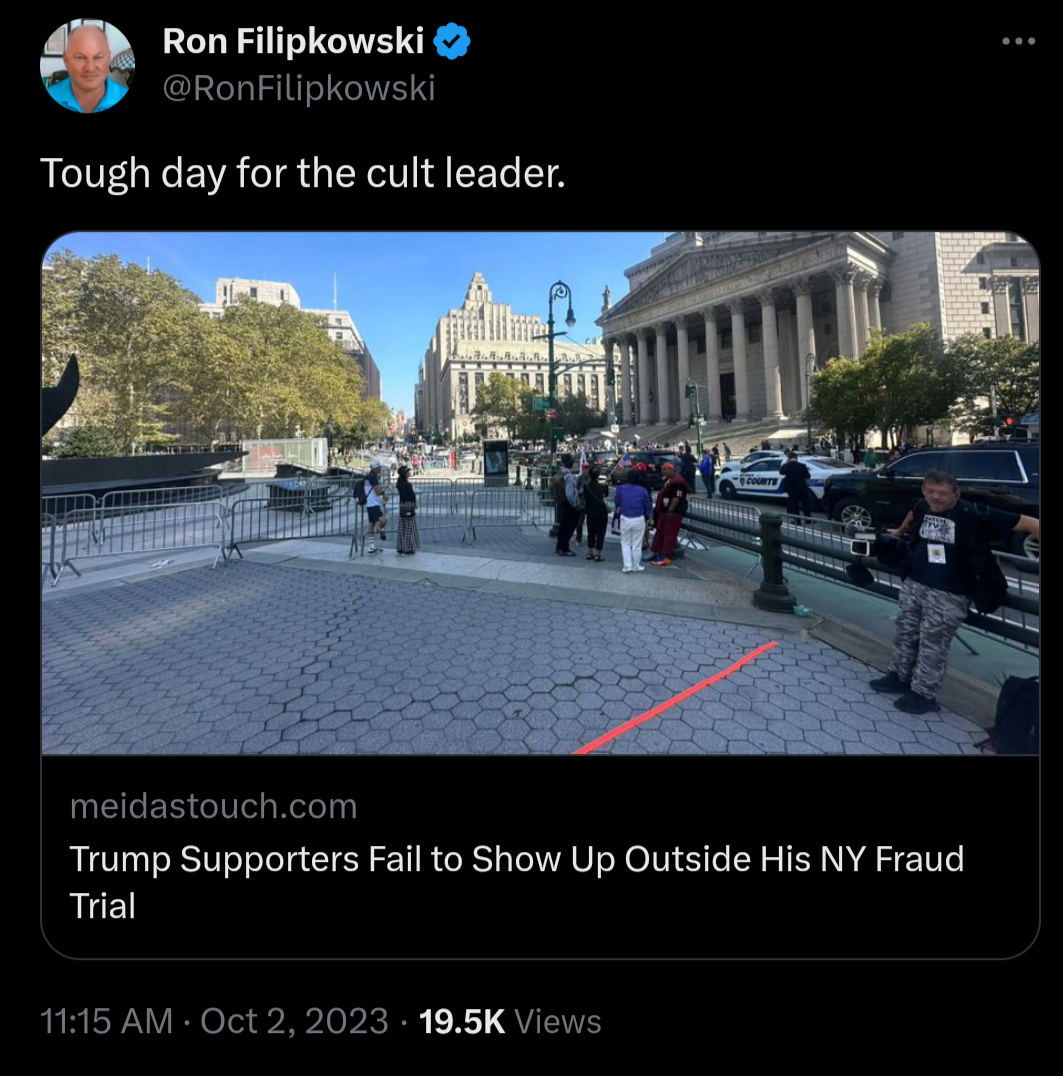 Ron Filipkowski
@RonFilipkowski
Tough day for the cult leader.
COURTS
meidastouch.com
Trump Supporters Fail to Show Up Outside His NY Fraud
Trial
11:15 AM · Oct 2, 2023 · 19.5K Views